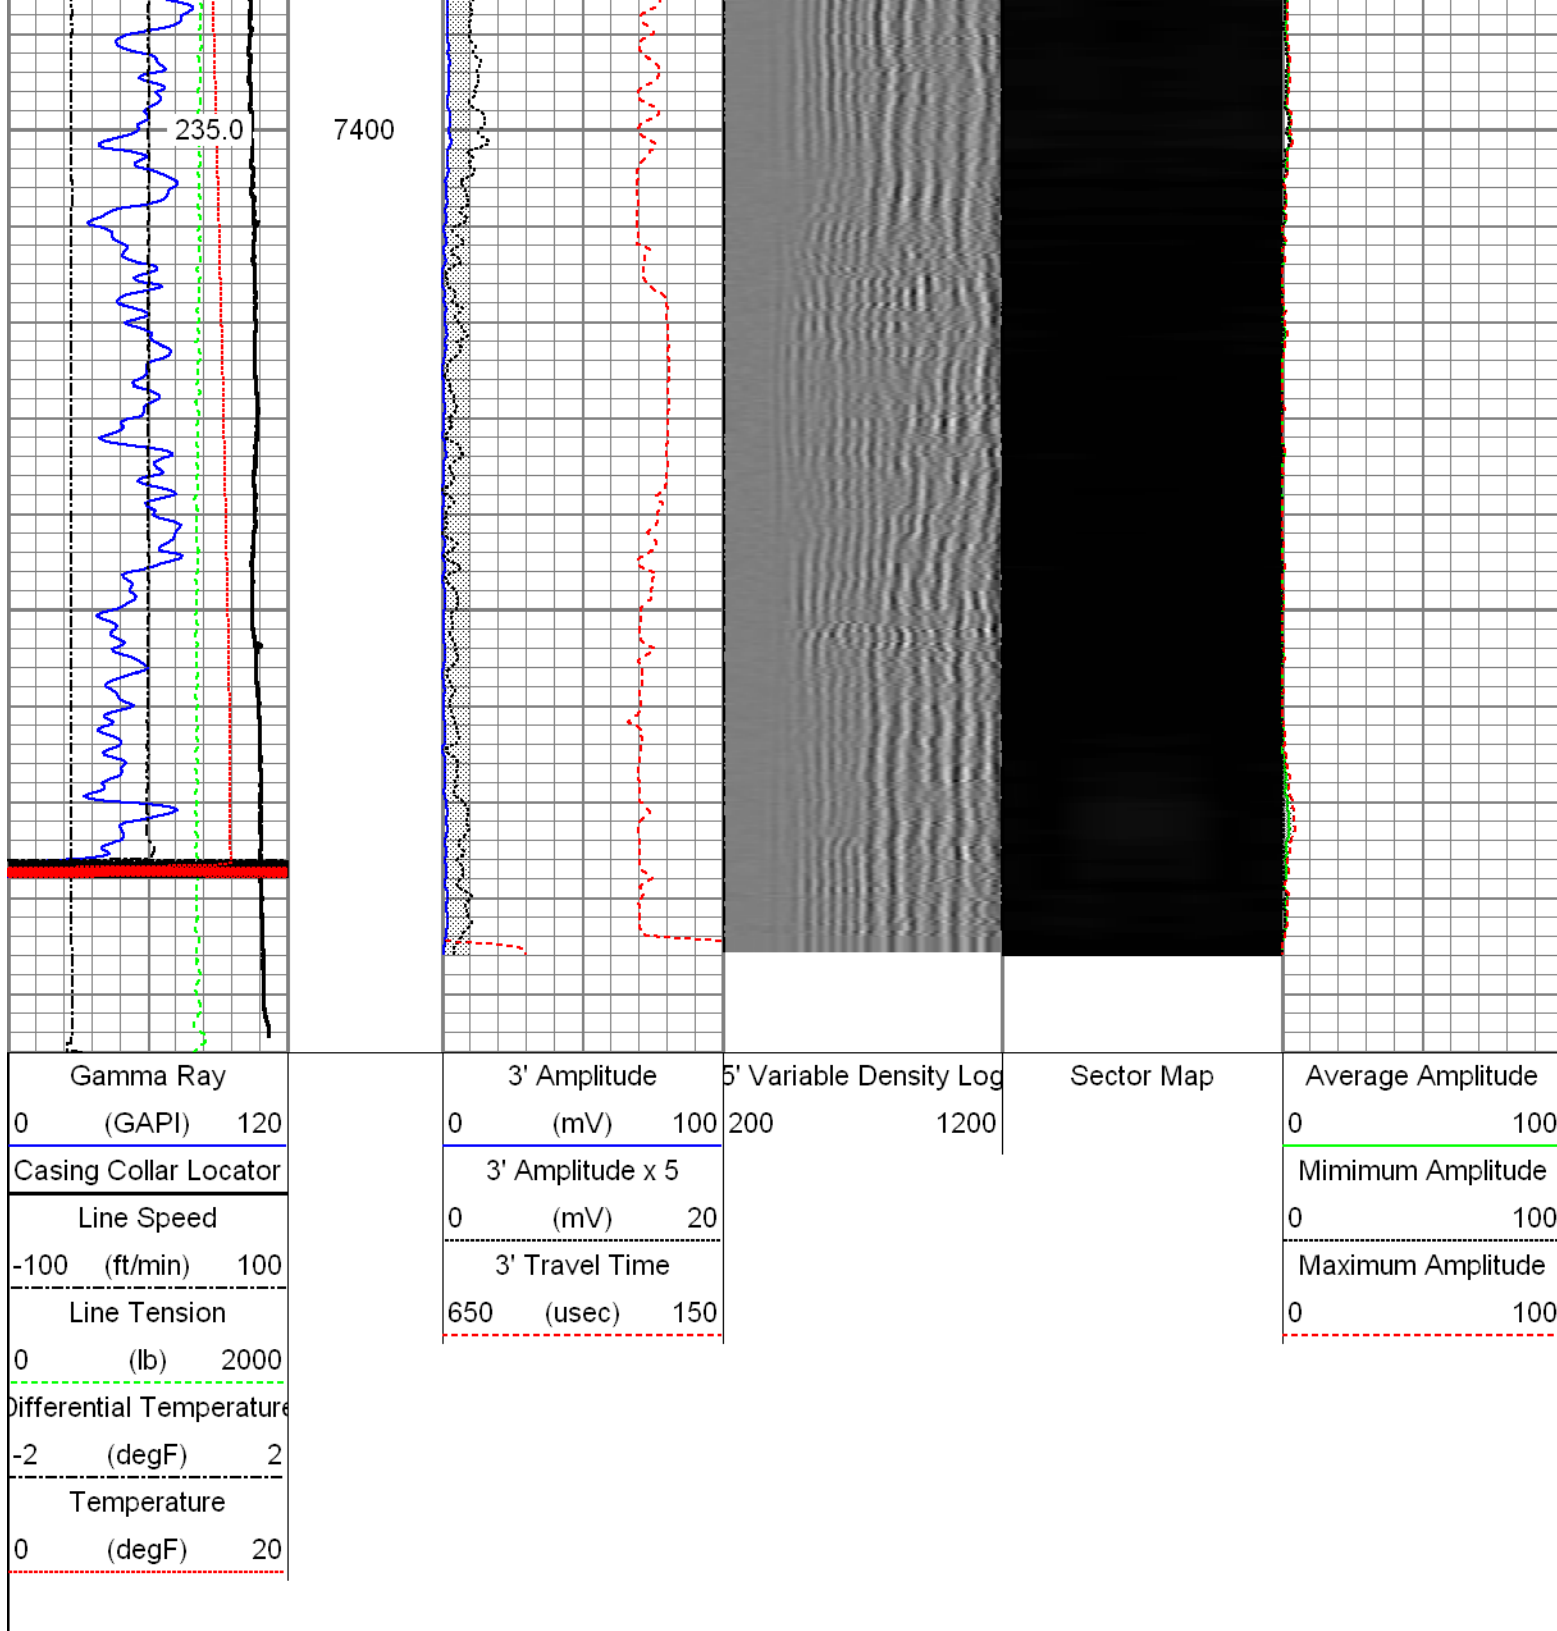 235.0
7400
Gamma Ray
0 (GAPI) 120
Casing Collar Locator
Line Speed
-100 (ft/min) 100
Line Tension
0 (lb) 2000
Differential Temperature
-2 (degF) 2
Temperature
0 (degF) 20
3' Amplitude
0 (mV) 100
3' Amplitude x 5
0 (mV) 20
3' Travel Time
650 (usec) 150
5' Variable Density Log
200 1200
Sector Map
Average Amplitude
0 100
Mimimum Amplitude
0 100
Maximum Amplitude
0 100